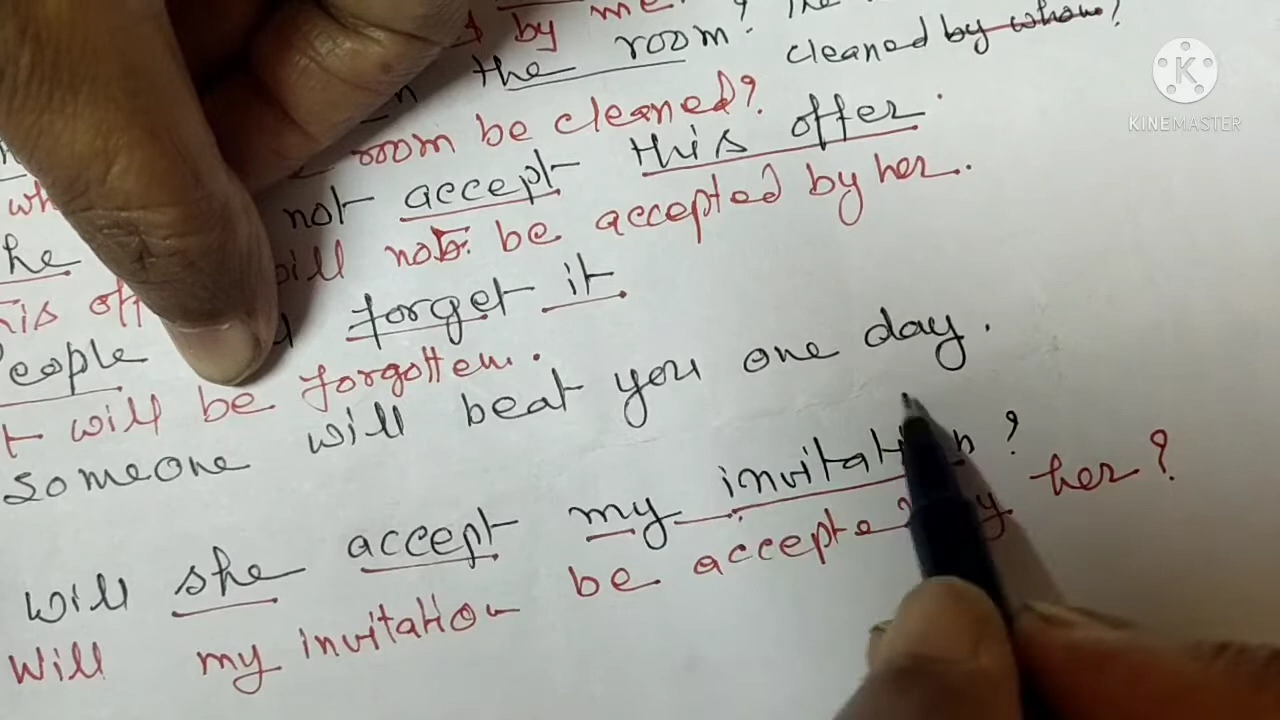 by me. ? The
the room? cleaned by whom?
room be cleaned?
not accept this offer.
will not be accepted by her.
People forget it
t will be forgotten.
someone will beat you one day.
will she accept my invitation?
Will my invitation be accepted by her?
KINEMASTER